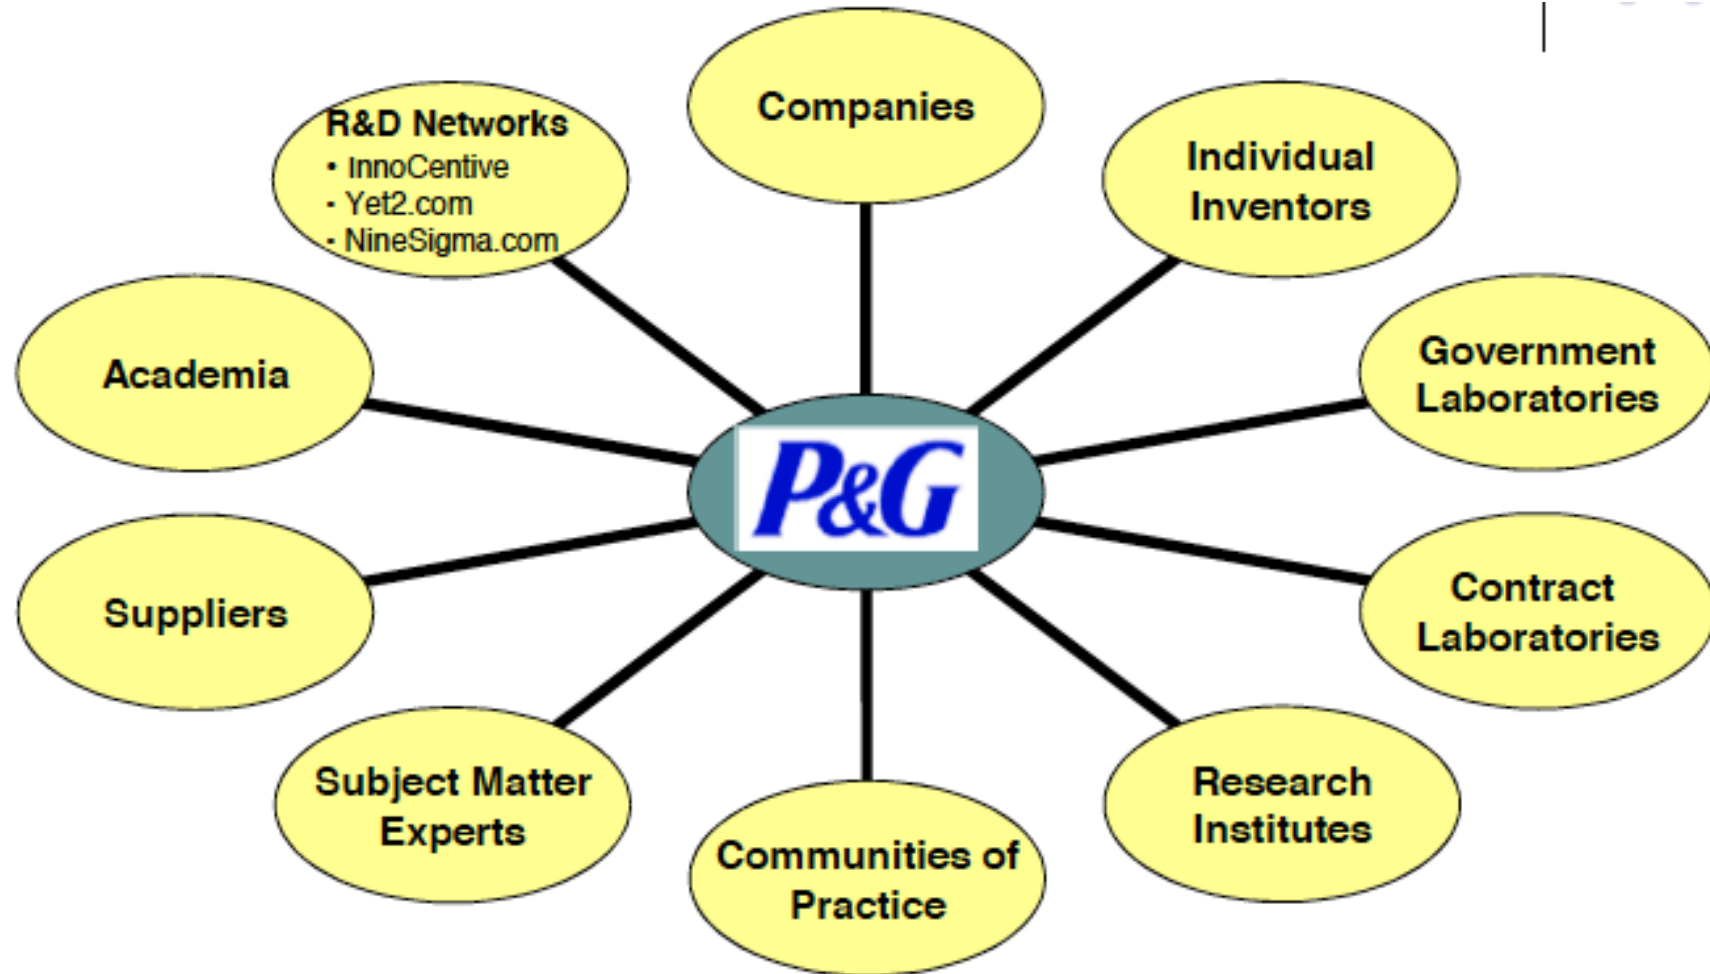 Companies
R&D Networks
• InnoCentive
- Yet2.com
- NineSigma.com
Individual
Inventors
Academia
Government
Laboratories
P&G
Suppliers
Contract
Laboratories
Subject Matter
Experts
Research
Institutes
Communities of
Practice